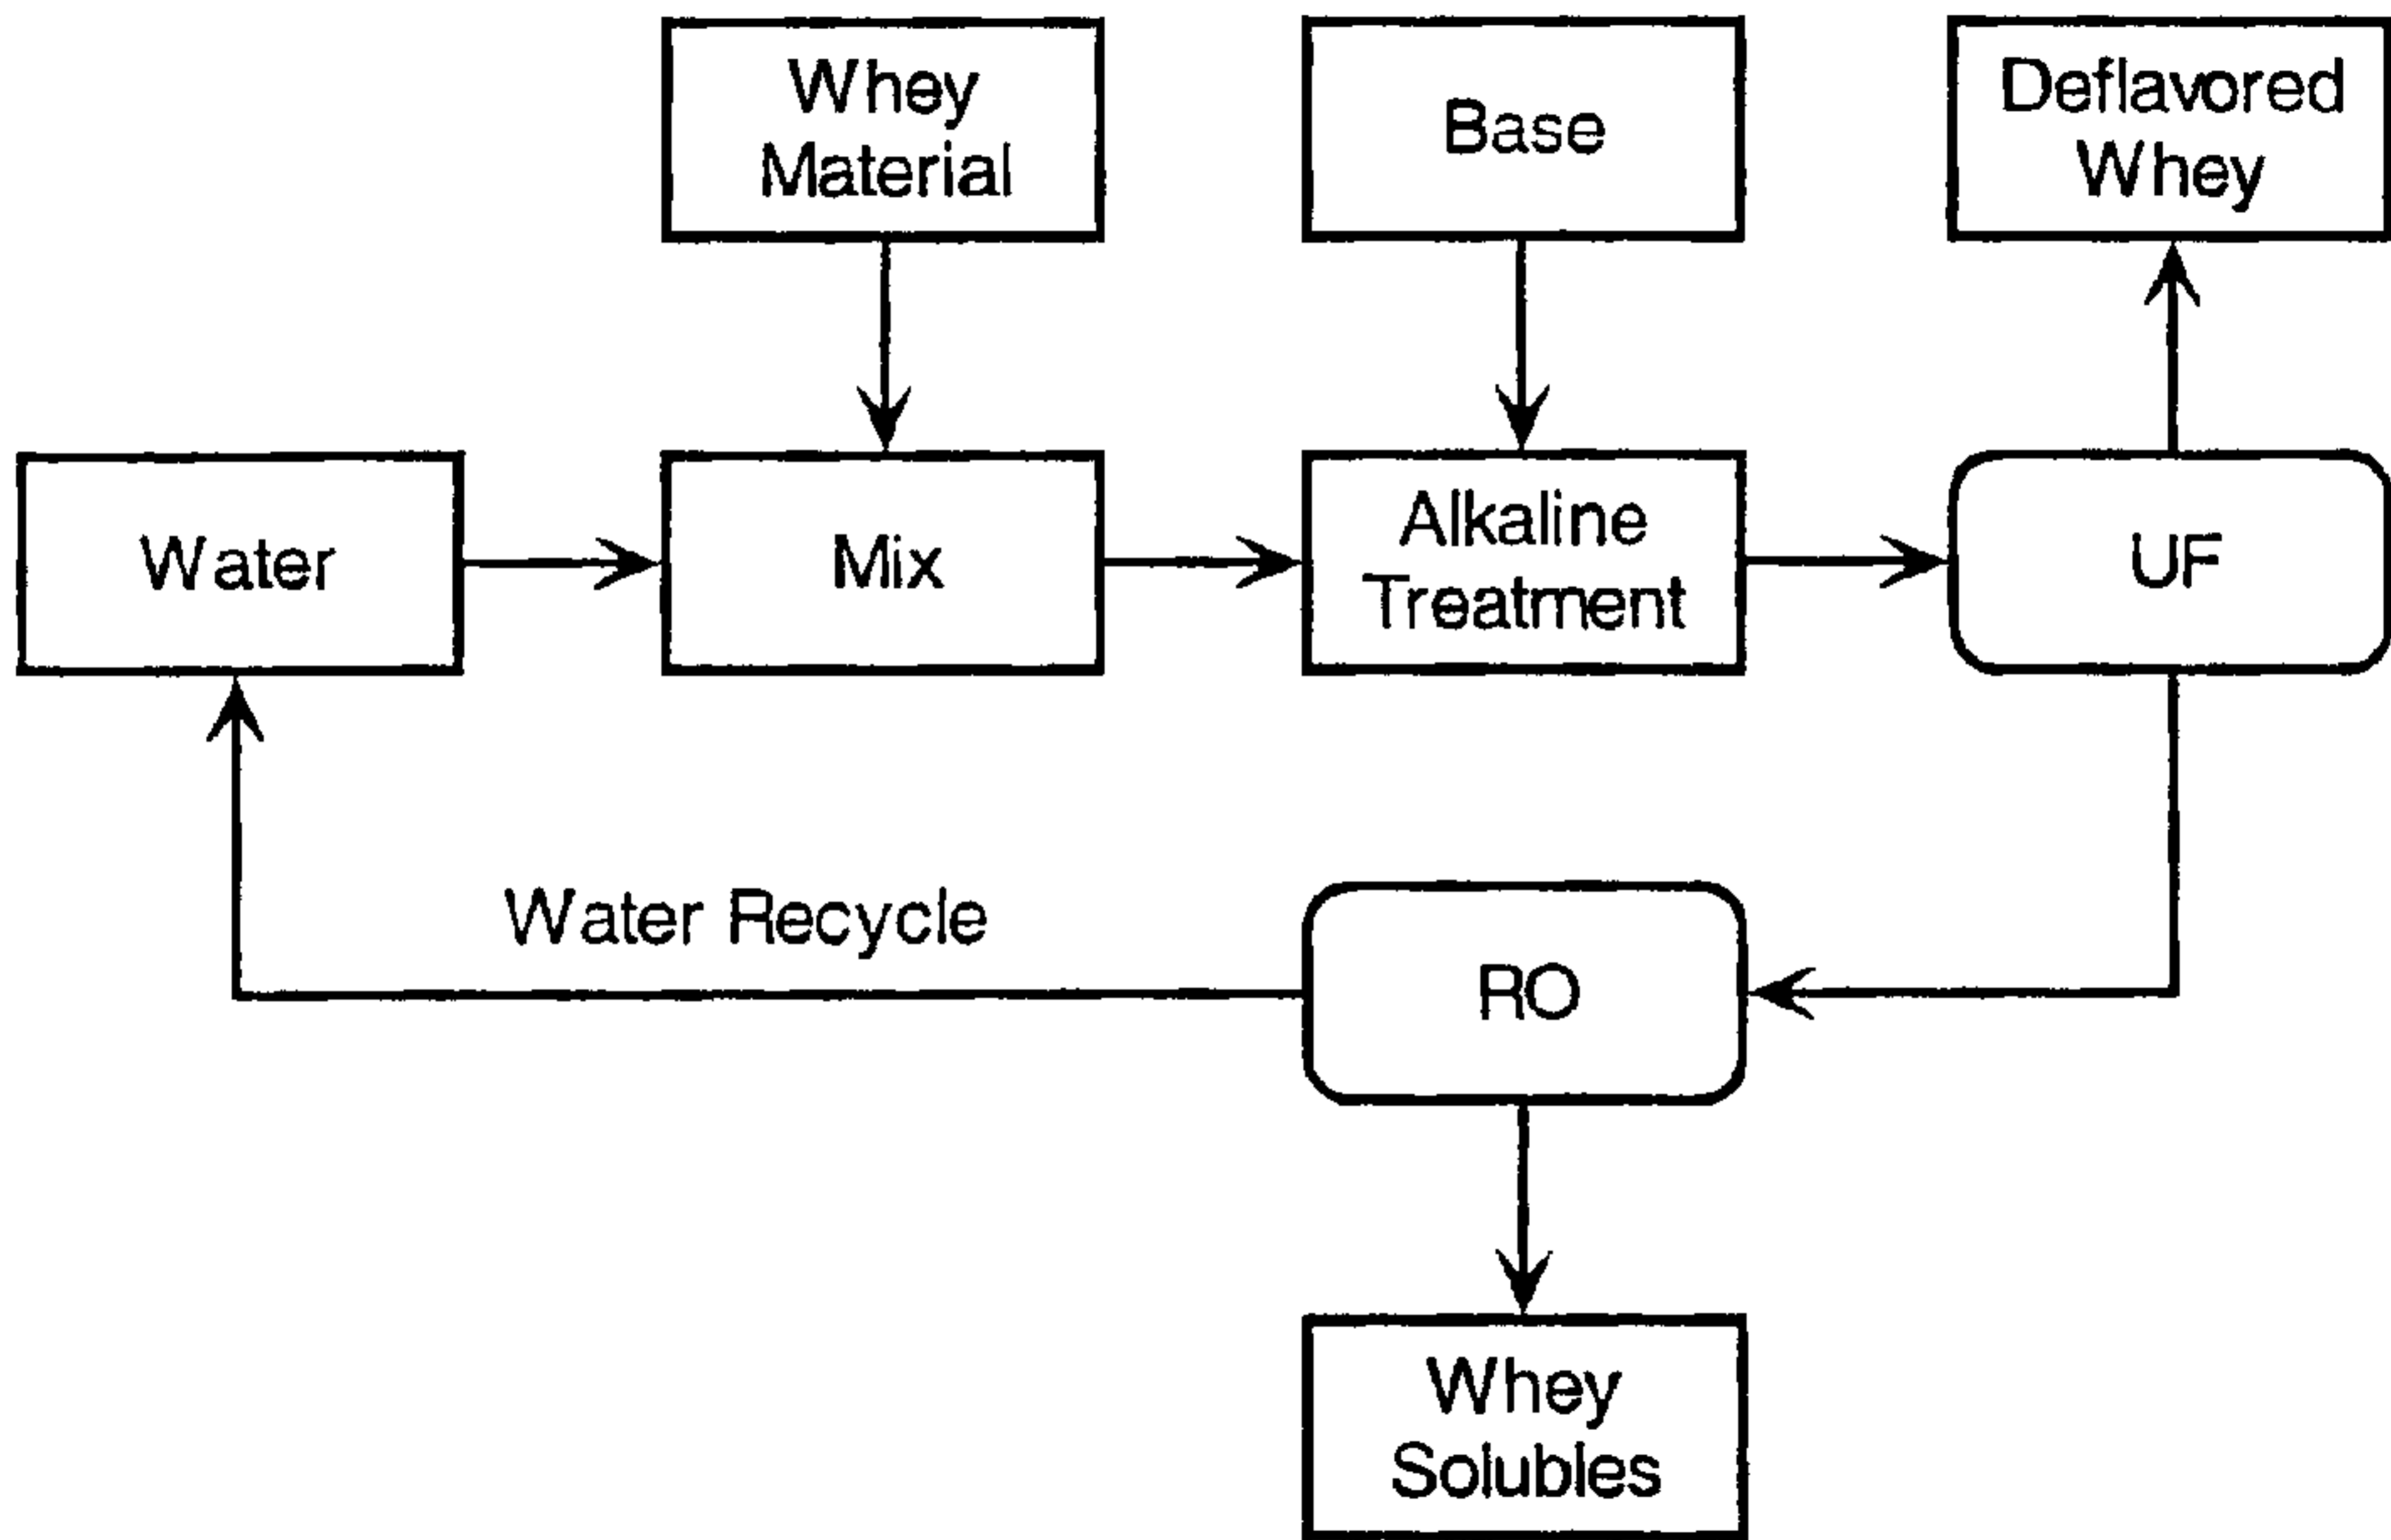 Whey
Material
Base
Deflavored
Whey
Water
Mix
Alkaline
Treatment
UF
Water Recycle
RO
Whey
Solubles